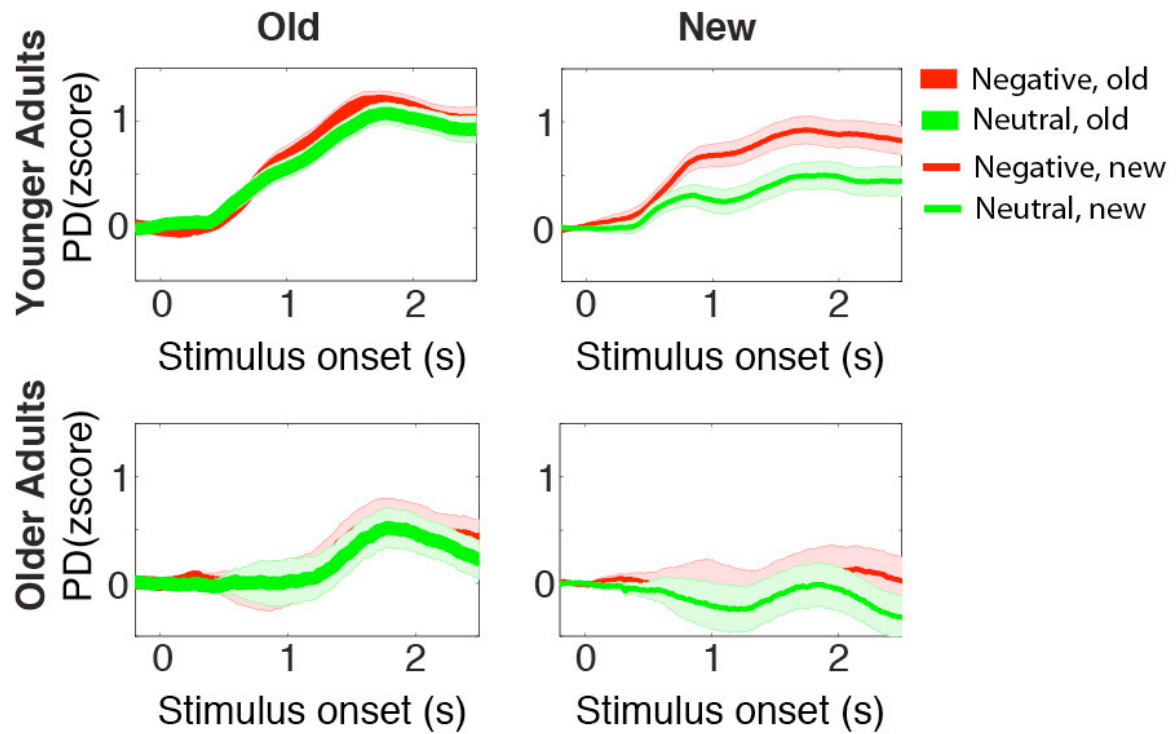 Old
New
Younger Adults
PD(zscore)
1
0
0
1
2
Stimulus onset (s)
1
0
0
1
2
Stimulus onset (s)
Negative, old
Neutral, old
Negative, new
Neutral, new
Older Adults
PD(zscore)
1
0
0
1
2
Stimulus onset (s)
1
0
0
1
2
Stimulus onset (s)